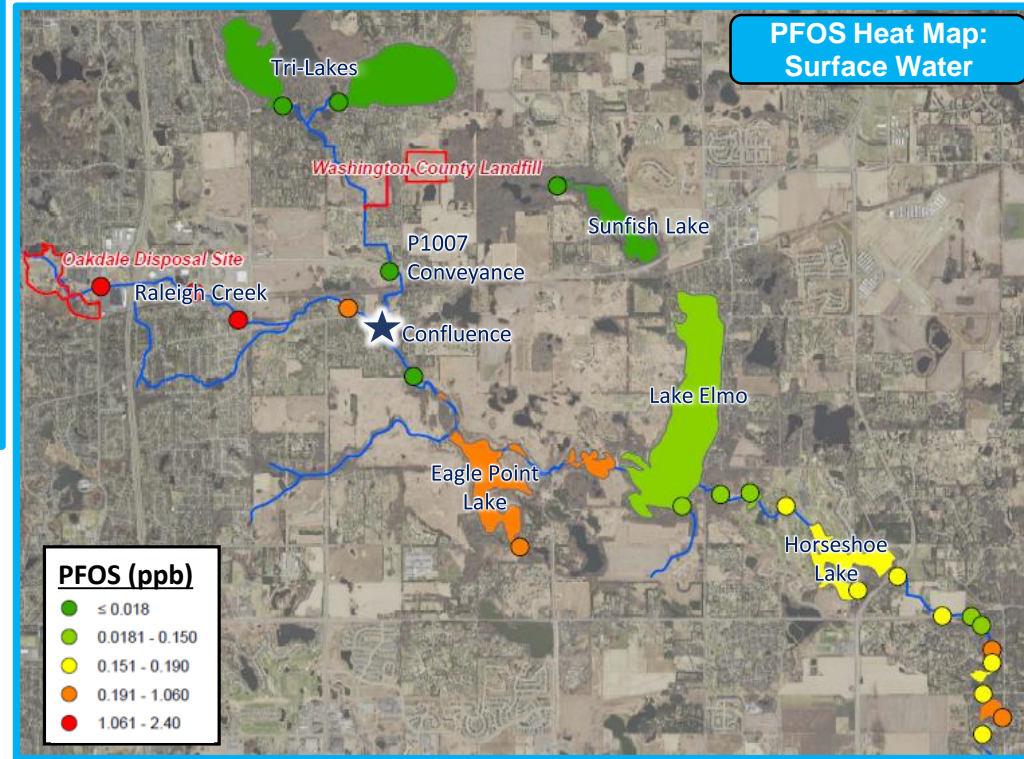 PFOS Heat Map:
Surface Water
Tri-Lakes
Washington County Landfill
Sunfish Lake
P1007
Conveyance
Oakdale Disposal Site
Raleigh Creek
Confluence
Lake Elmo
Eagle Point
Lake
Horseshoe
Lake
PFOS (ppb)
≤ 0.018
0.0181 - 0.150
0.151 - 0.190
0.191 - 1.060
1.061 - 2.40